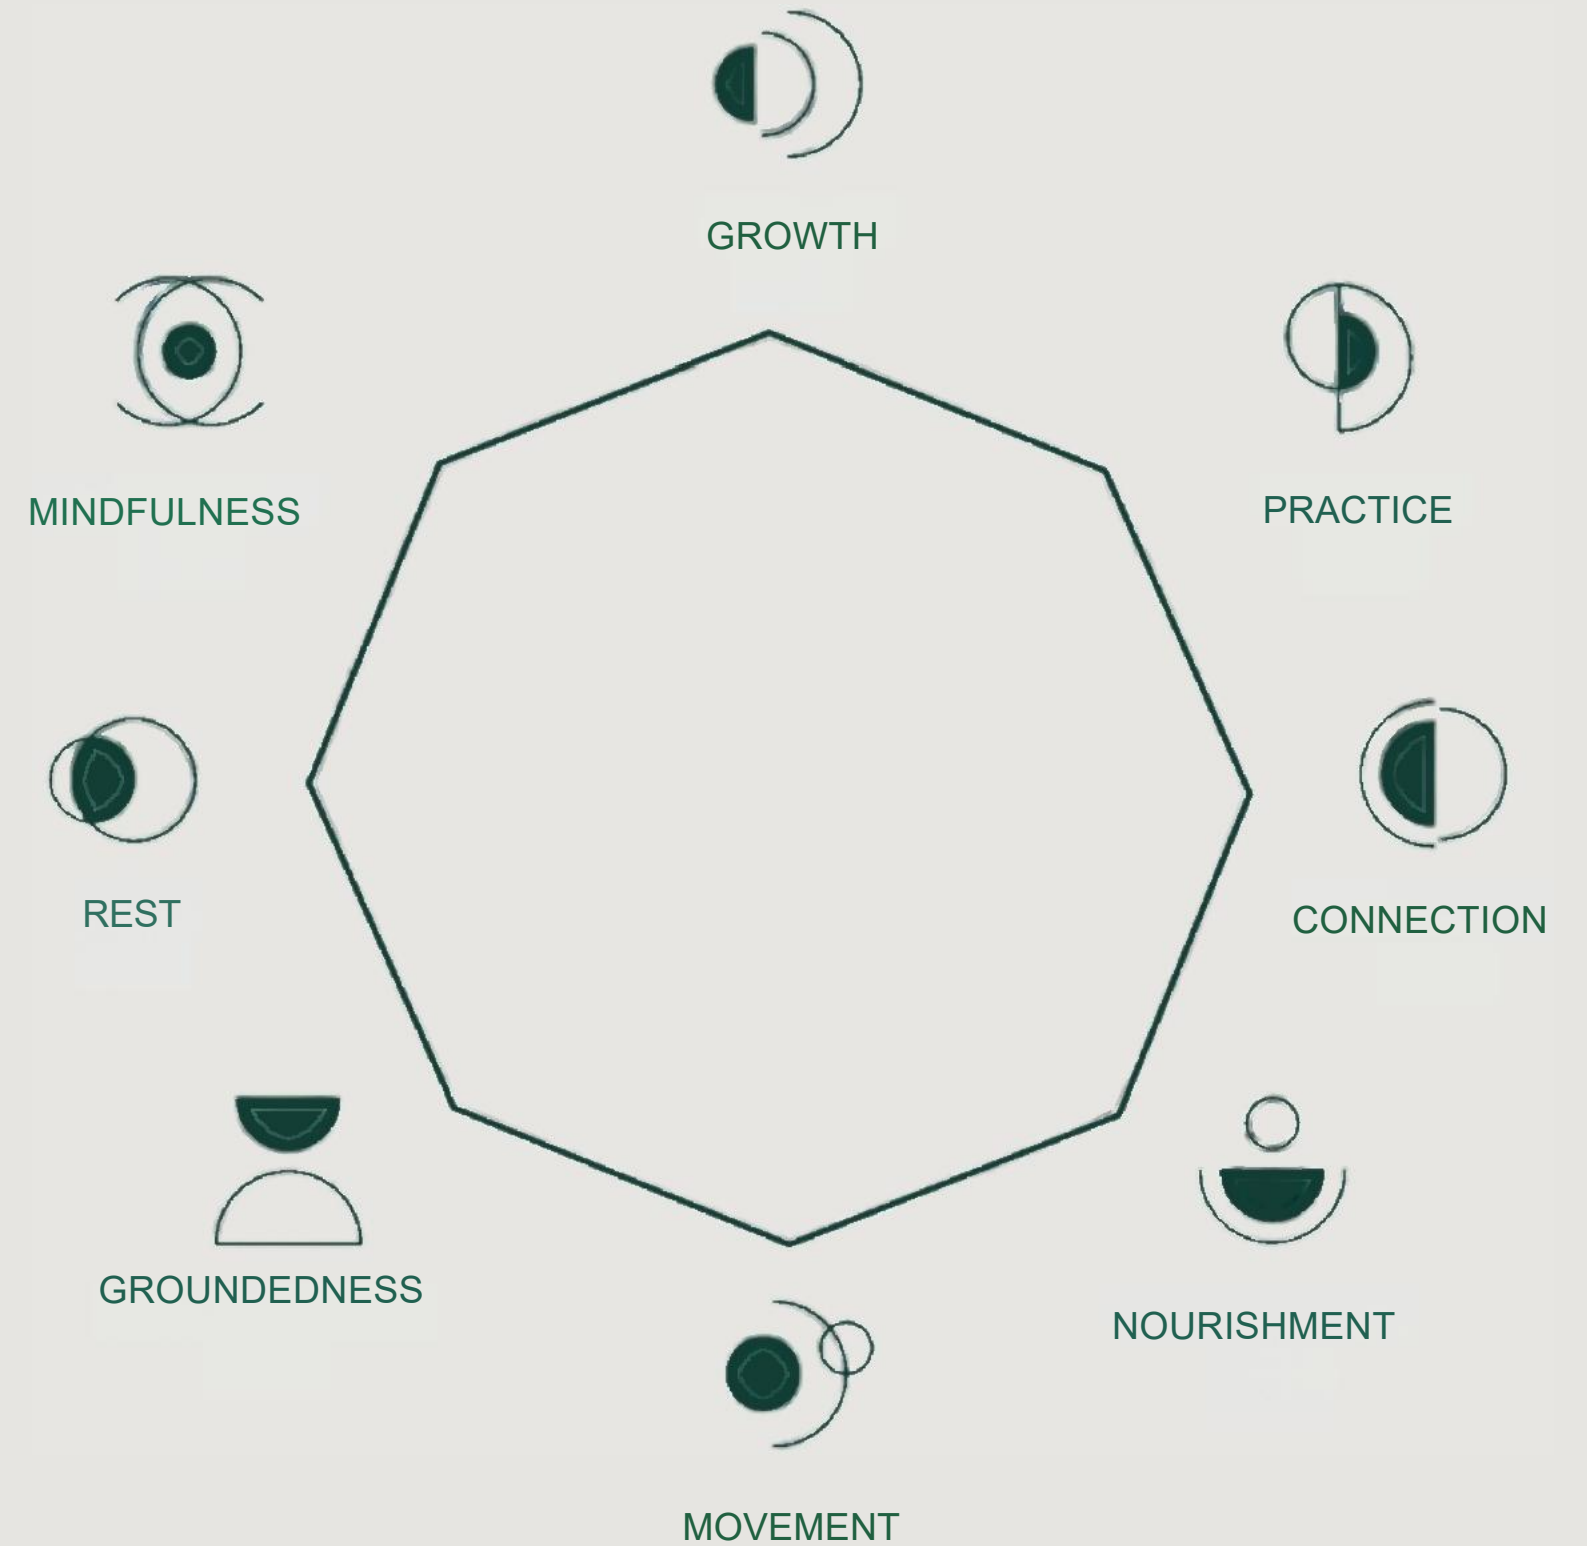 GROWTH
MINDFULNESS
PRACTICE
REST
CONNECTION
GROUNDEDNESS
NOURISHMENT
MOVEMENT